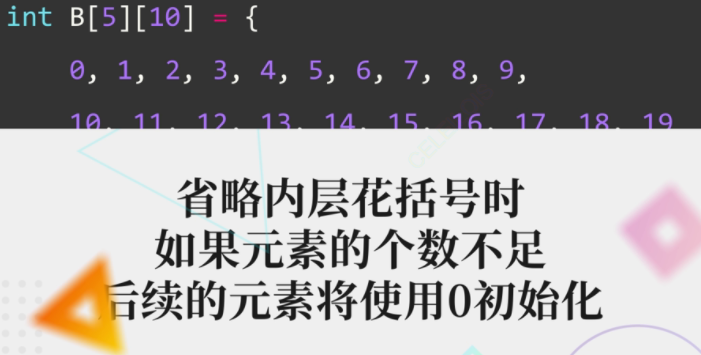 int B[5][10] = {
0, 1, 2, 3, 4, 5, 6, 7, 8, 9,
10, 11, 12, 13, 14, 15, 16, 17, 18, 19
省略内层花括号时
如果元素的个数不足
后续的元素将使用0初始化